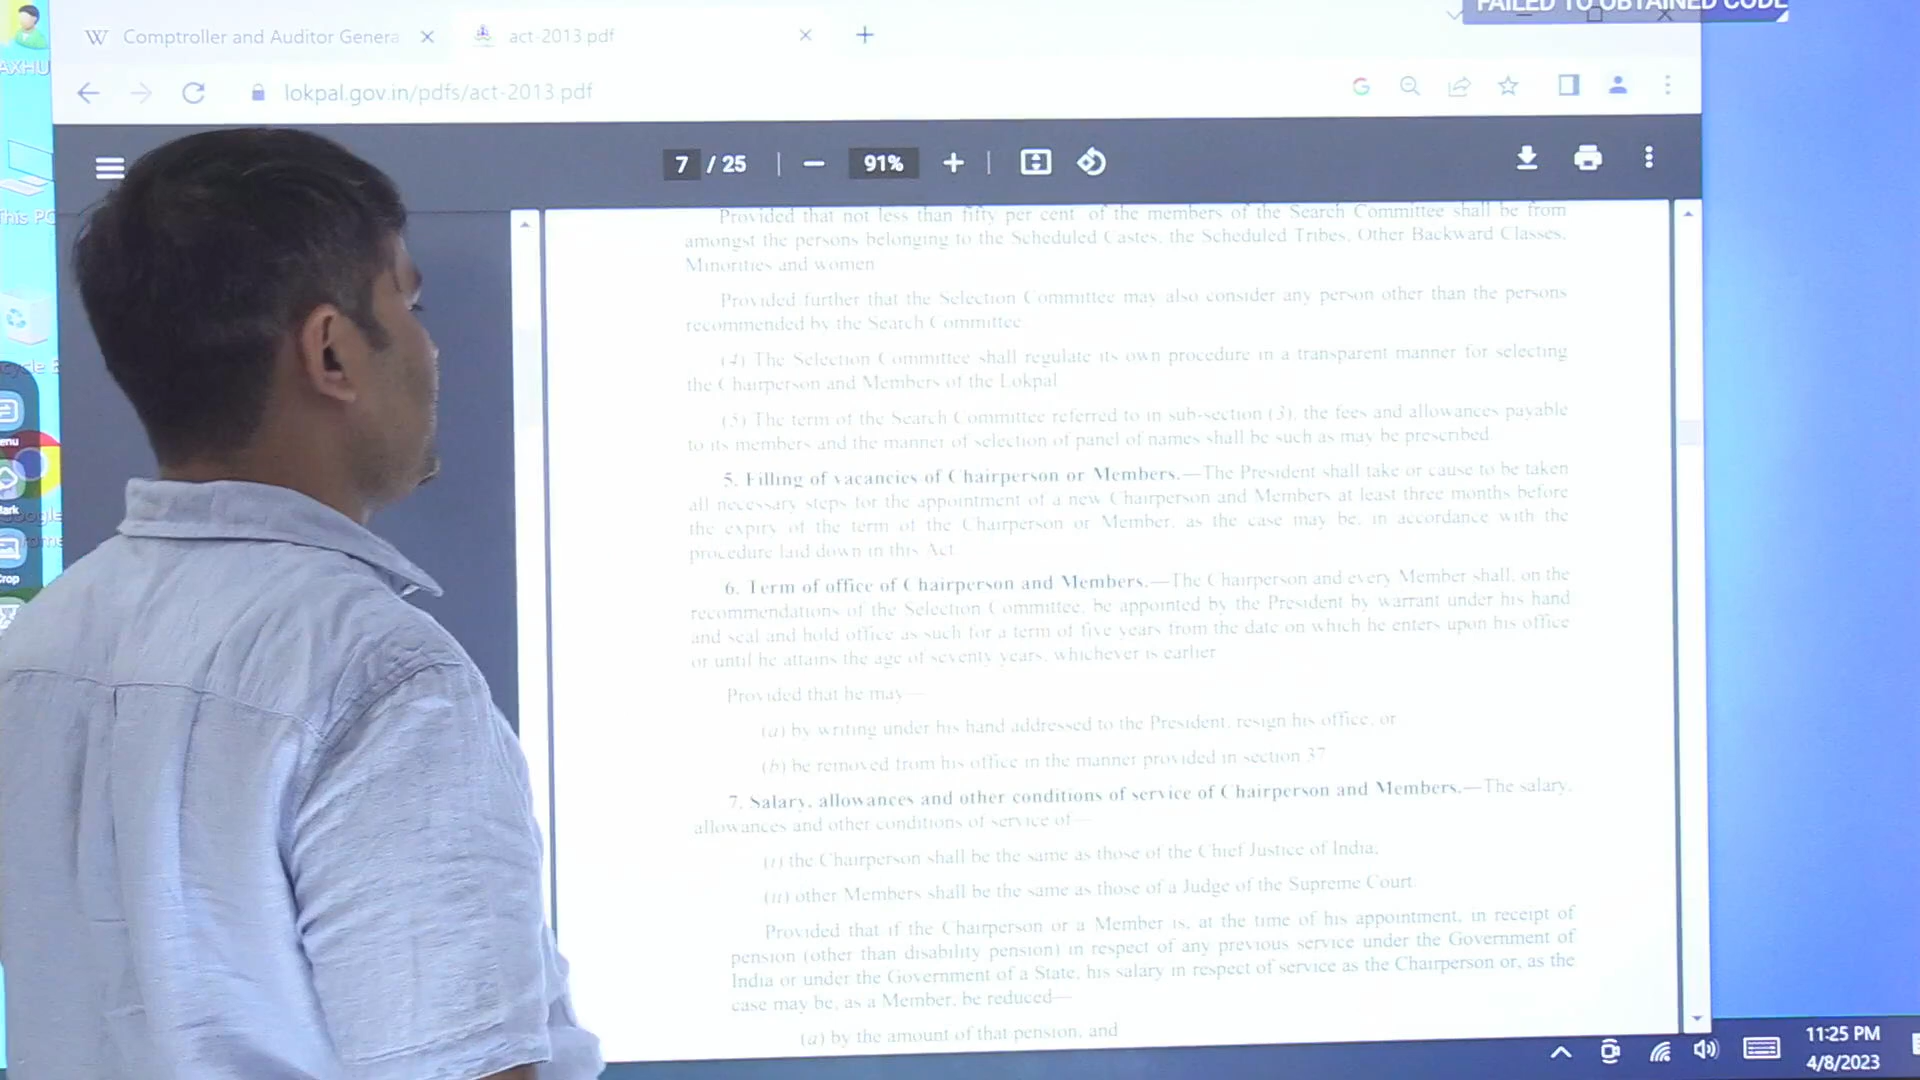 FAILED TO OBTAINED CODE
Comptroller and Auditor Genera
act-2013.pdf
lokpal.gov.in/pdfs/act-2013.pdf
7 / 25
91%
Provided that not less than fifty per cent. of the members of the Search Committee shall be from
amongst the persons belonging to the Scheduled Castes, the Scheduled Tribes, Other Backward Classes,
Minorities and women
Provided further that the Selection Committee may also consider any person other than the persons
recommended by the Search Committee
(4) The Selection Committee shall regulate its own procedure in a transparent manner for selecting
the Chairperson and Members of the Lokpal
(5) The term of the Search Committee referred to in sub-section (3), the fees and allowances payable
to its members and the manner of selection of panel of names shall be such as may be prescribed.
5. Filling of vacancies of Chairperson or Members.—The President shall take or cause to be taken
all necessary steps for the appointment of a new Chairperson and Members at least three months before
the expiry of the term of the Chairperson or Member, as the case may be, in accordance with the
procedure laid down in this Act.
6. Term of office of Chairperson and Members.—The Chairperson and every Member shall, on the
recommendations of the Selection Committee, be appointed by the President by warrant under his hand
and seal and hold office as such for a term of five years from the date on which he enters upon his office
or until he attains the age of seventy years, whichever is earlier
Provided that he may—
(a) by writing under his hand addressed to the President, resign his office, or
(b) be removed from his office in the manner provided in section 37
7. Salary, allowances and other conditions of service of Chairperson and Members.—The salary,
allowances and other conditions of service of—
(i) the Chairperson shall be the same as those of the Chief Justice of India,
(ii) other Members shall be the same as those of a Judge of the Supreme Court
Provided that if the Chairperson or a Member is, at the time of his appointment, in receipt of
pension (other than disability pension) in respect of any previous service under the Government of
India or under the Government of a State, his salary in respect of service as the Chairperson or, as the
case may be, as a Member, be reduced—
(a) by the amount of that pension, and
AXHU
This PC
cycle B
enu
ark
oogle
rome
rop
11:25 PM
4/8/2023